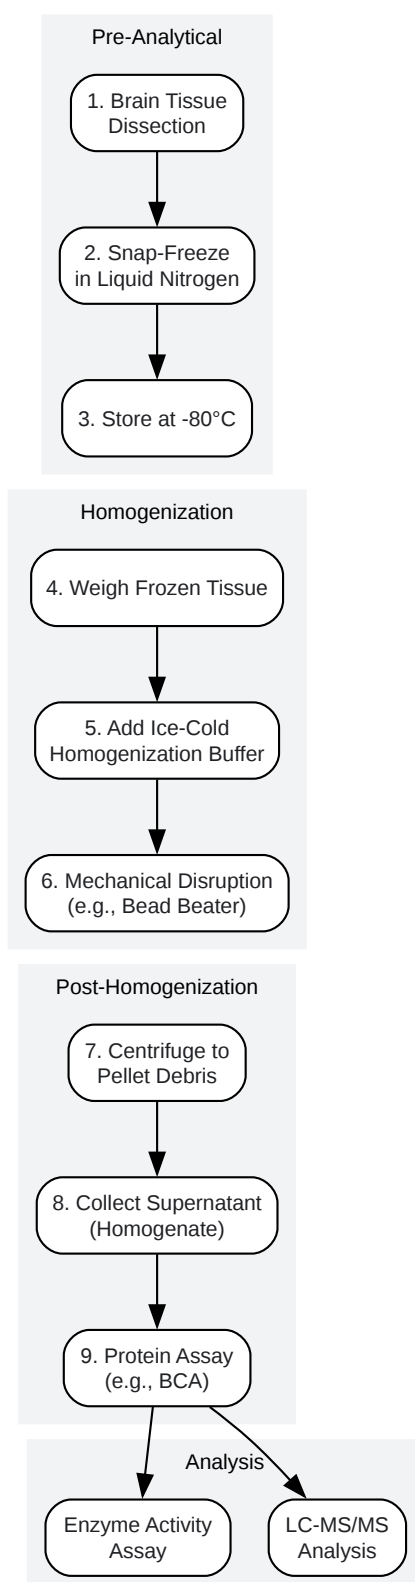 Pre-Analytical
1. Brain Tissue
Dissection
2. Snap-Freeze
in Liquid Nitrogen
3. Store at -80°C
Homogenization
4. Weigh Frozen Tissue
5. Add Ice-Cold
Homogenization Buffer
6. Mechanical Disruption
(e.g., Bead Beater)
Post-Homogenization
7. Centrifuge to
Pellet Debris
8. Collect Supernatant
(Homogenate)
9. Protein Assay
(e.g., BCA)
Analysis
Enzyme Activity
Assay
LC-MS/MS
Analysis